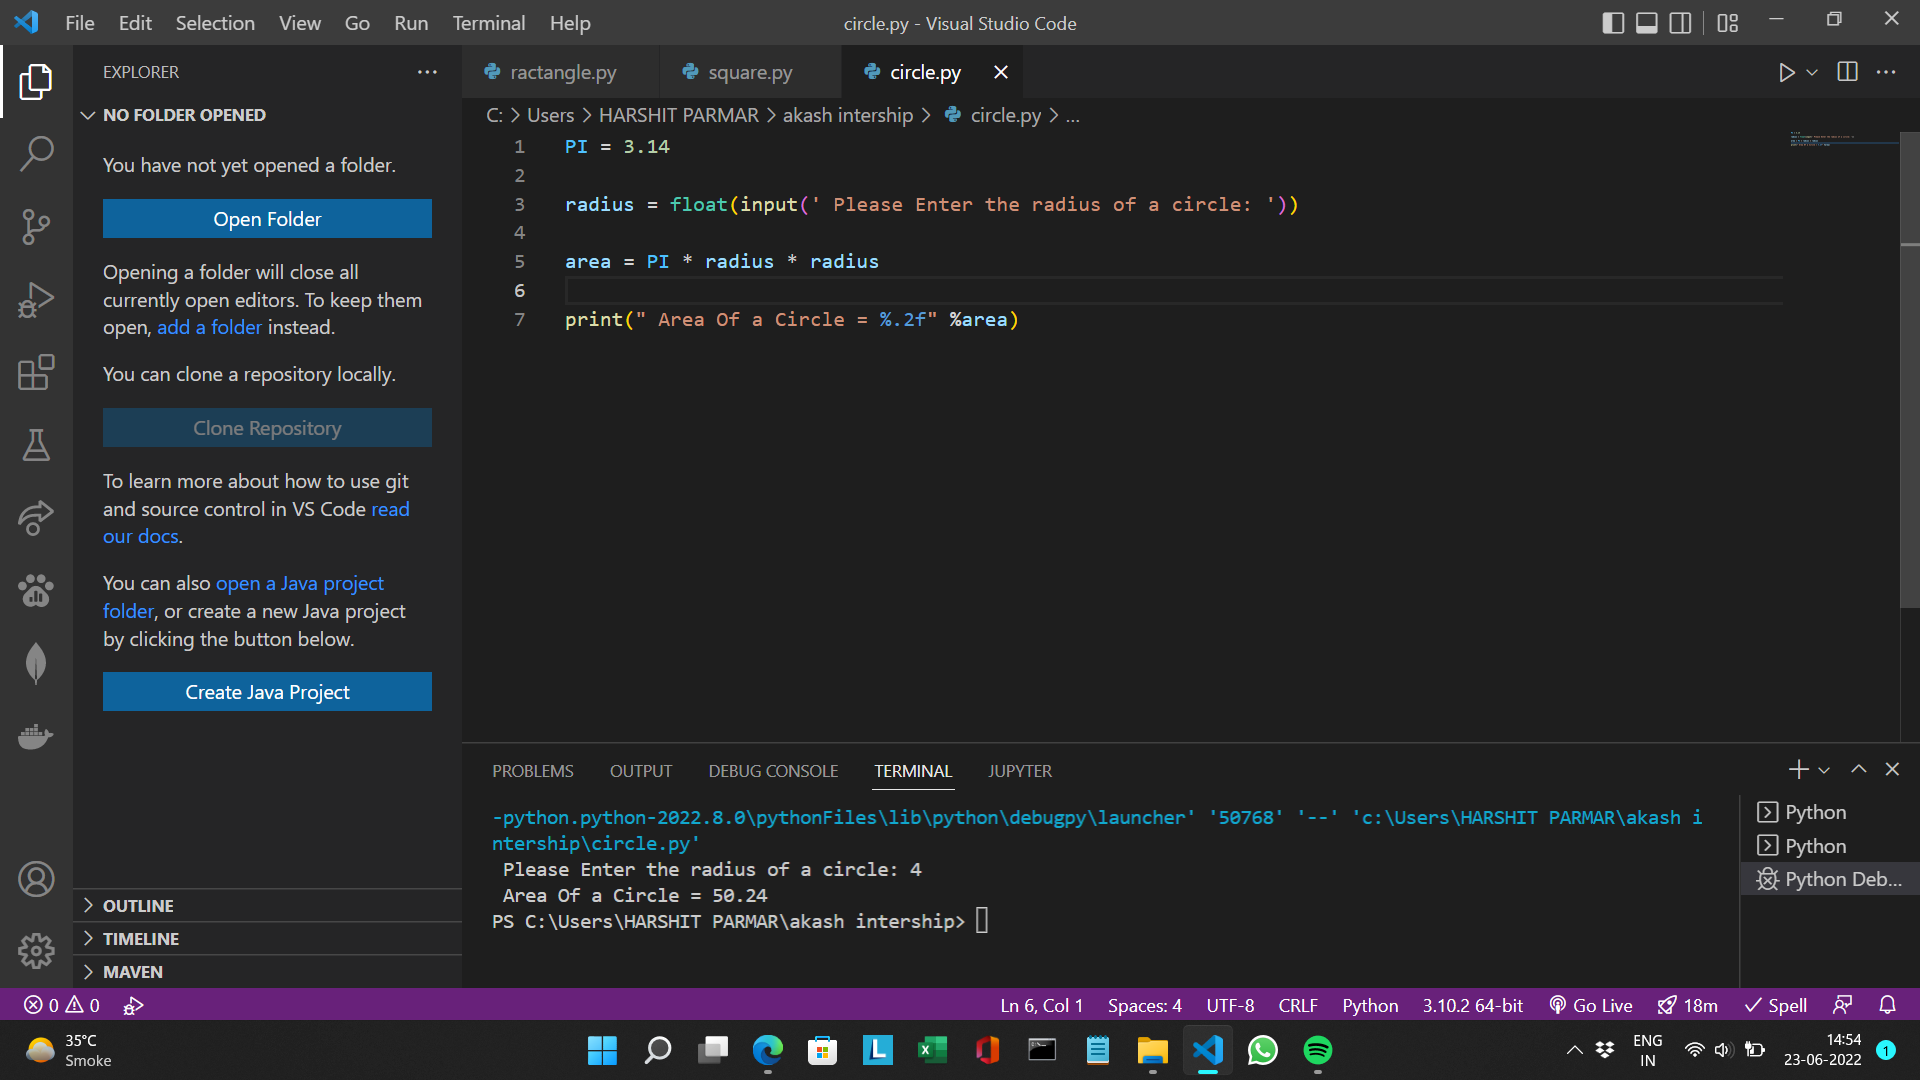 File Edit Selection View Go Run Terminal Help
circle.py - Visual Studio Code
EXPLORER
NO FOLDER OPENED
You have not yet opened a folder.
Open Folder
Opening a folder will close all
currently open editors. To keep them
open, add a folder instead.
You can clone a repository locally.
Clone Repository
To learn more about how to use git
and source control in VS Code read
our docs.
You can also open a Java project
folder, or create a new Java project
by clicking the button below.
Create Java Project
OUTLINE
TIMELINE
MAVEN
ractangle.py square.py circle.py
C: > Users > HARSHIT PARMAR > akash intership > circle.py > ...
1 PI = 3.14
2
3 radius = float(input(' Please Enter the radius of a circle: '))
4
5 area = PI * radius * radius
6
7 print(" Area Of a Circle = %.2f" %area)
PROBLEMS OUTPUT DEBUG CONSOLE TERMINAL JUPYTER
-python.python-2022.8.0\pythonFiles\lib\python\debugpy\launcher' '50768' '--' 'c:\Users\HARSHIT PARMAR\akash i
ntership\circle.py'
Please Enter the radius of a circle: 4
Area Of a Circle = 50.24
PS C:\Users\HARSHIT PARMAR\akash intership>
Python
Python
Python Deb...
0 0
Ln 6, Col 1 Spaces: 4 UTF-8 CRLF Python 3.10.2 64-bit Go Live 18m Spell
35°C
Smoke
L
ENG
IN
14:54
23-06-2022
1